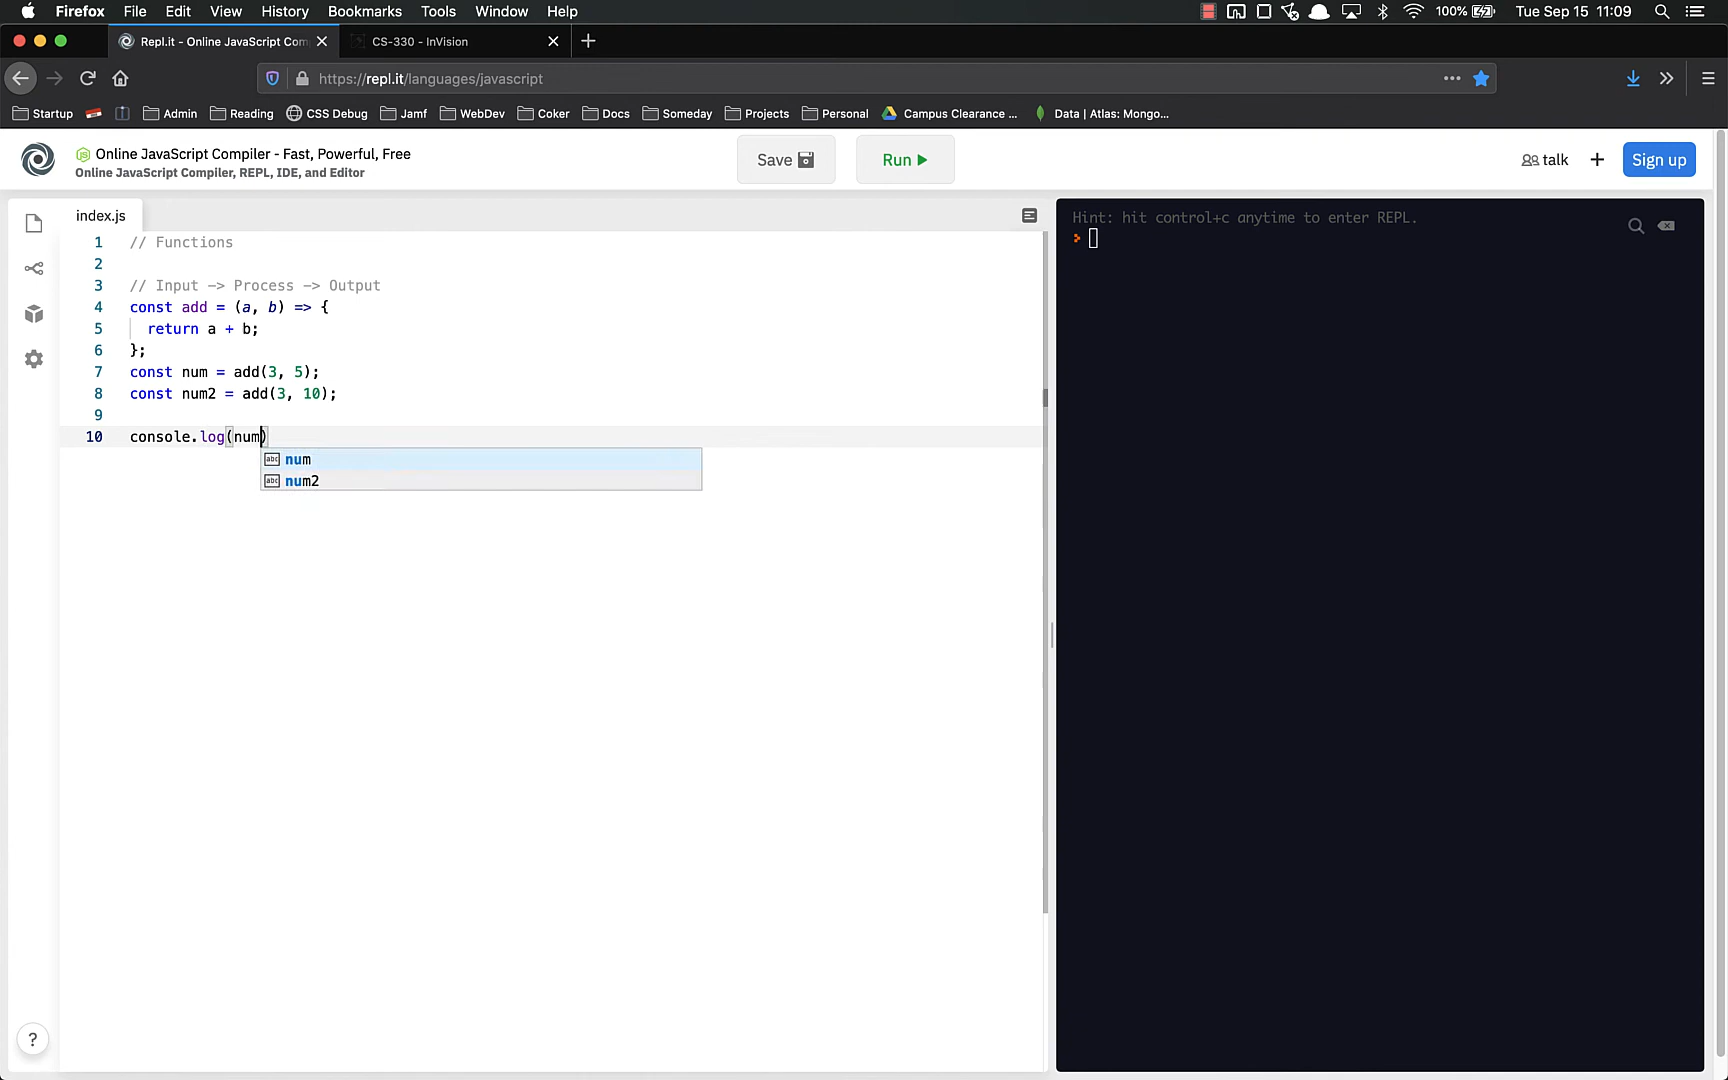 Firefox File Edit View History Bookmarks Tools Window Help 100% Tue Sep 15 11:09
Repl.it - Online JavaScript Com CS-330 - InVision
https://repl.it/languages/javascript
Startup Admin Reading CSS Debug Jamf WebDev Coker Docs Someday Projects Personal Campus Clearance ... Data | Atlas: Mongo...
Online JavaScript Compiler - Fast, Powerful, Free
Online JavaScript Compiler, REPL, IDE, and Editor
Save Run talk + Sign up
index.js
1 // Functions
2
3 // Input -> Process -> Output
4 const add = (a, b) => {
5 return a + b;
6 };
7 const num = add(3, 5);
8 const num2 = add(3, 10);
9
10 console.log(num)
abc num
abc num2
Hint: hit control+c anytime to enter REPL.
>
?